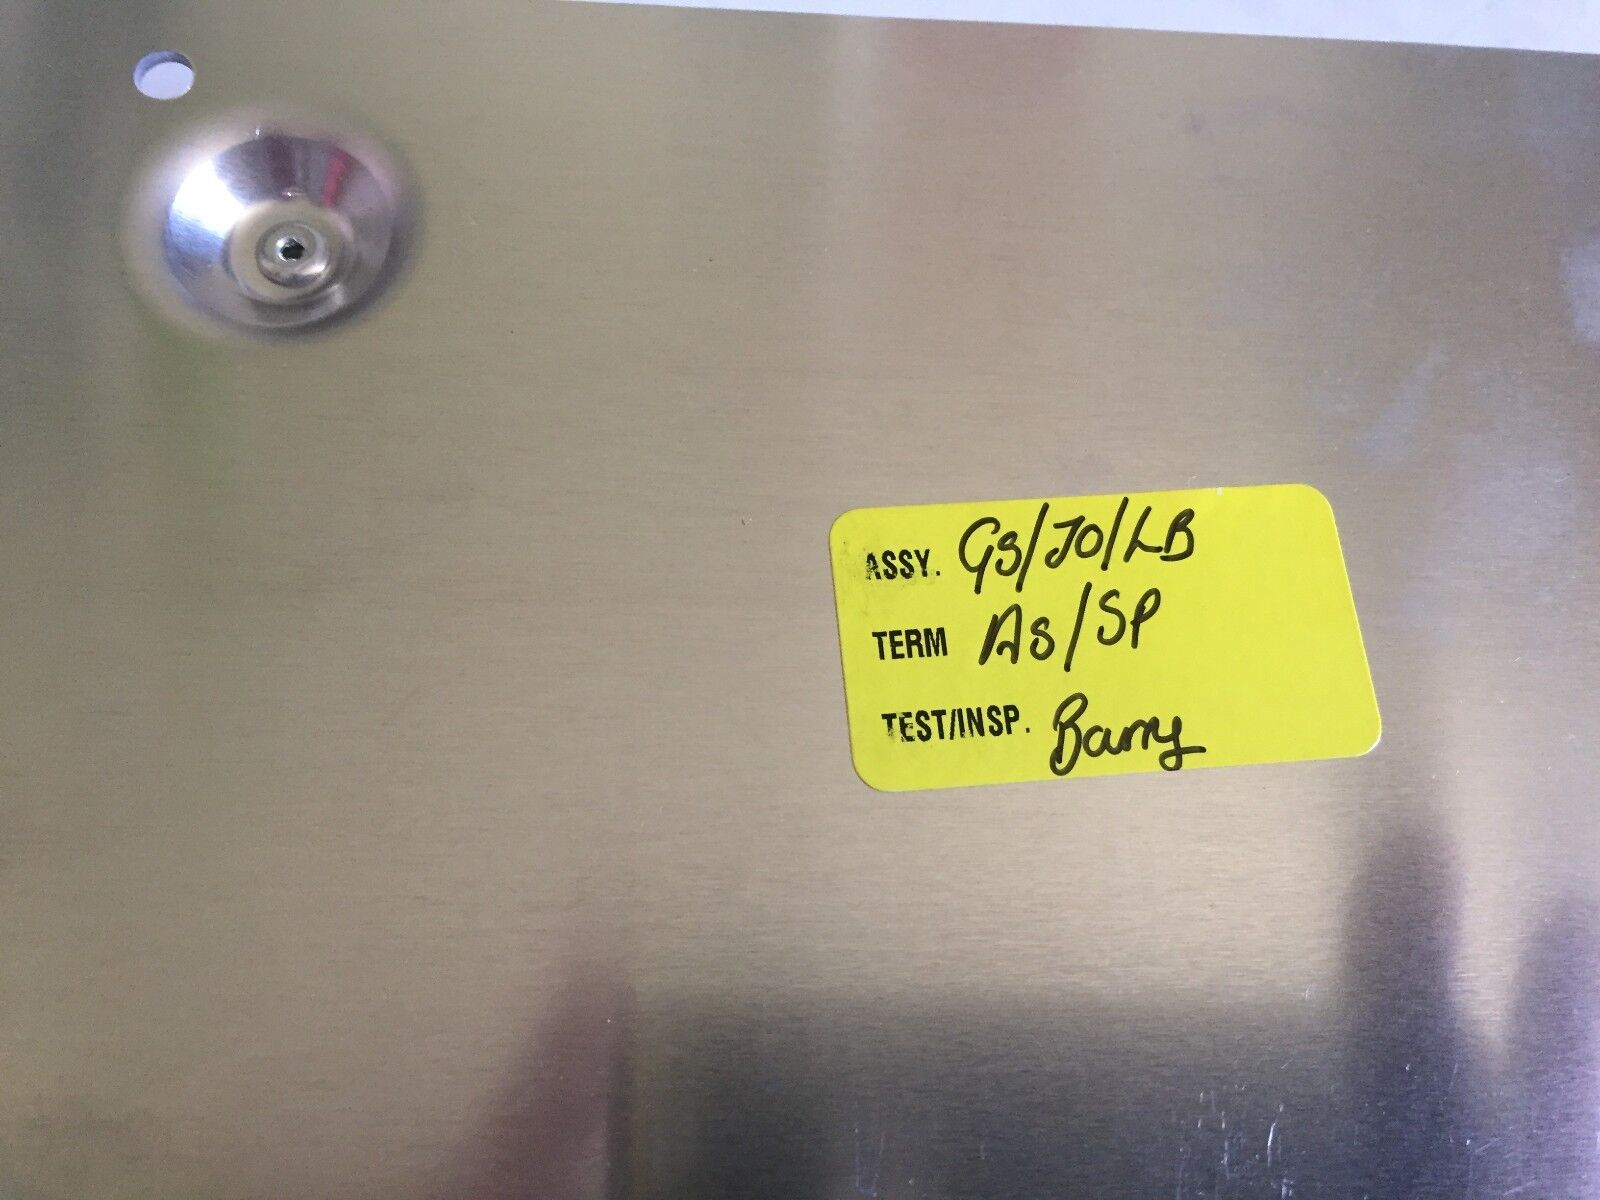 ASSY. GS/JO/LB
TERM AS/SP
TEST/INSP. Barry